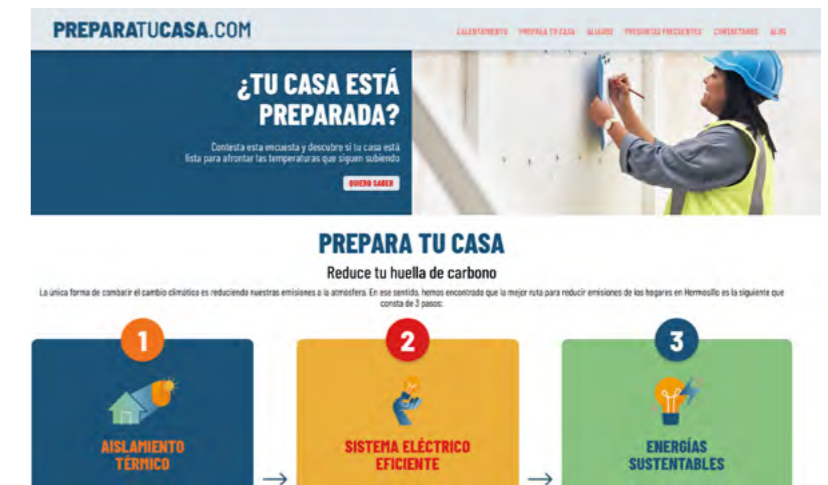 PREPARATUCASA.COM
CALENTAMIENTO PREPARA TU CASA ALIADOS PREGUNTAS FRECUENTES CONTÁCTANOS BLOG
¿TU CASA ESTÁ
PREPARADA?
Contesta esta encuesta y descubre si tu casa está
lista para afrontar las temperaturas que siguen subiendo
QUIERO SABER
PREPARA TU CASA
Reduce tu huella de carbono
La única forma de combatir el cambio climático es reduciendo nuestras emisiones a la atmósfera. En ese sentido, hemos encontrado que la mejor ruta para reducir emisiones de los hogares en Hermosillo es la siguiente que
consta de 3 pasos:
1
2
3
AISLAMIENTO
TÉRMICO
SISTEMA ELÉCTRICO
EFICIENTE
ENERGÍAS
SUSTENTABLES